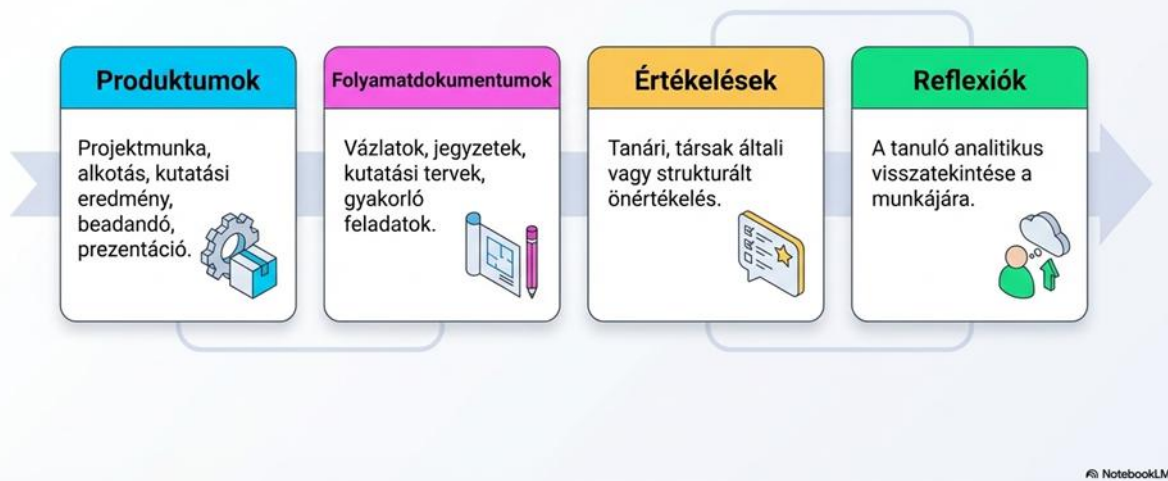 Produktumok
Projektmunka,
alkotás, kutatási
eredmény,
beadandó,
prezentáció.
Folyamatdokumentumok
Vázlatok, jegyzetek,
kutatási tervek,
gyakorló
feladatok.
Értékelések
Tanári, társak általi
vagy strukturált
önértékelés.
Reflexiók
A tanuló analitikus
visszatekintése a
munkájára.
NotebookLM